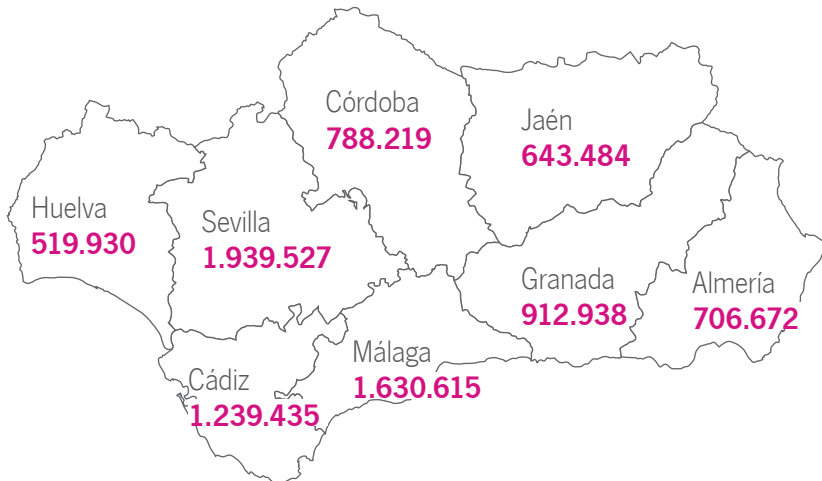 Córdoba
788.219
Jaén
643.484
Huelva
519.930
Sevilla
1.939.527
Granada
912.938
Almería
706.672
Málaga
1.630.615
Cádiz
1.239.435